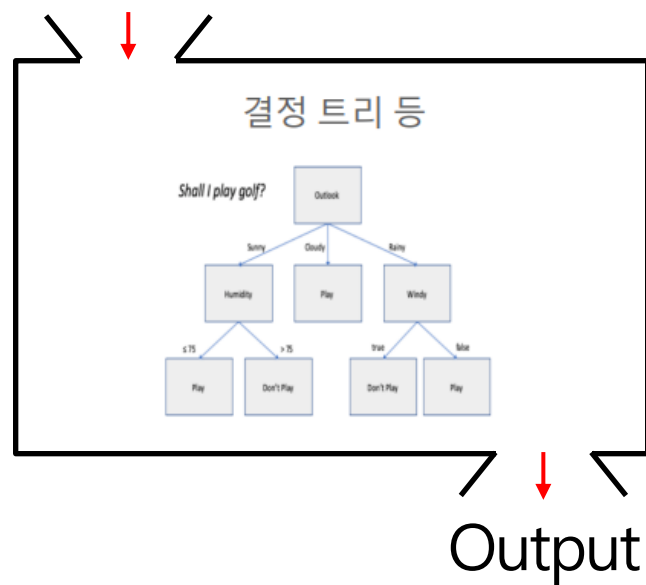 결정 트리 등
Shall I play golf?
Outlook
Sunny
Cloudy
Rainy
Humidity
Play
Windy
≤ 75
> 75
true
false
Play
Don't Play
Don't Play
Play
Output